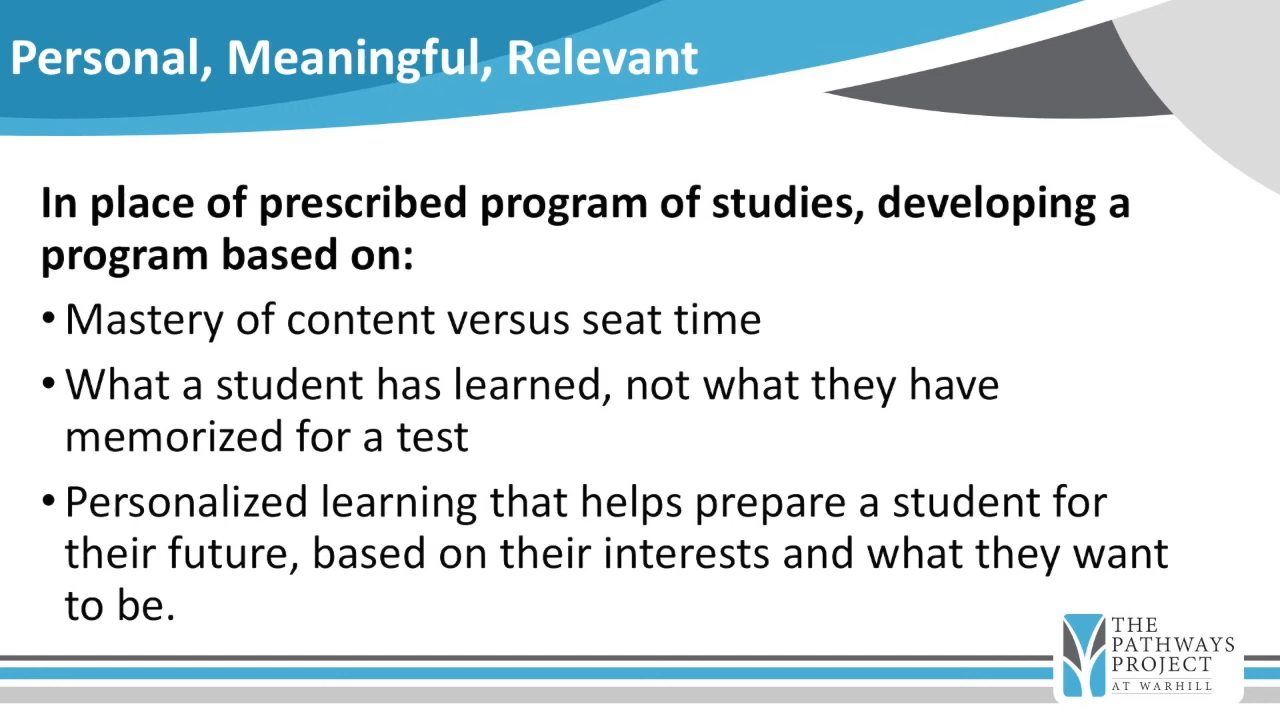 Personal, Meaningful, Relevant
In place of prescribed program of studies, developing a
program based on:
• Mastery of content versus seat time
• What a student has learned, not what they have
memorized for a test
• Personalized learning that helps prepare a student for
their future, based on their interests and what they want
to be.
THE
PATHWAYS
PROJECT
AT WARHILL